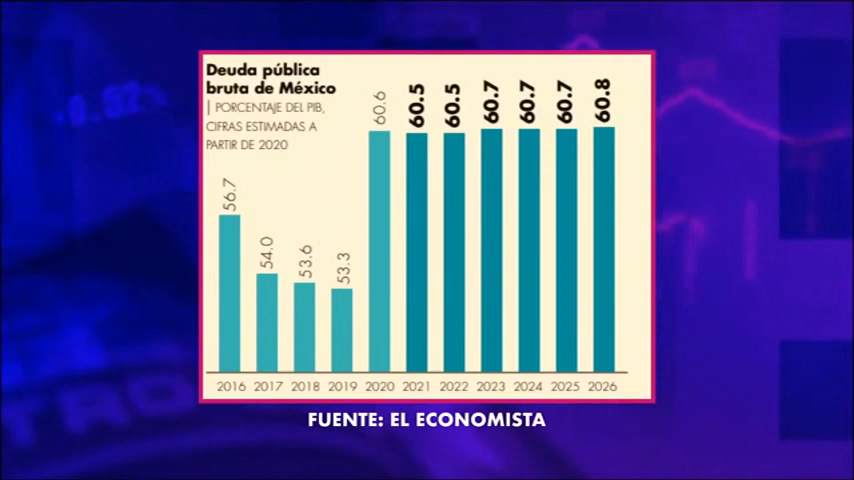 Deuda pública
bruta de México
| PORCENTAJE DEL PIB,
CIFRAS ESTIMADAS A
PARTIR DE 2020
56.7
54.0
53.6
53.3
60.6
60.5
60.5
60.7
60.7
60.7
60.8
2016 2017 2018 2019 2020 2021 2022 2023 2024 2025 2026
FUENTE: EL ECONOMISTA